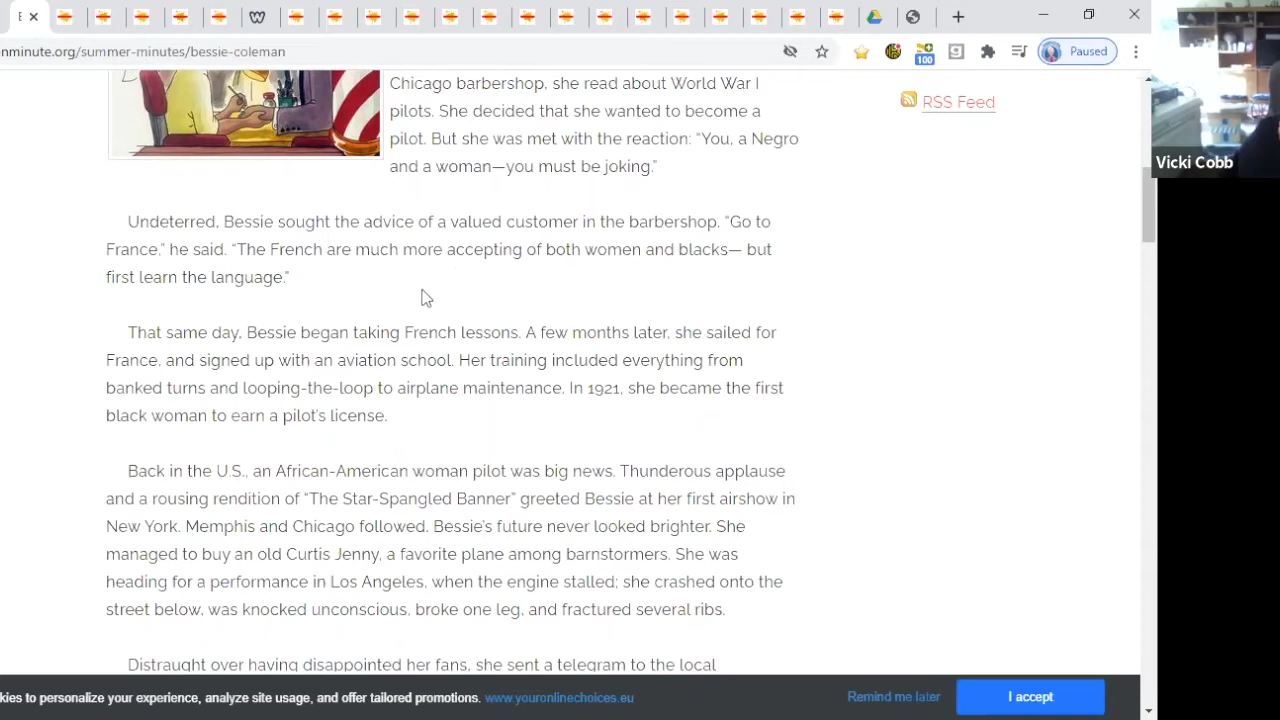 100
Paused
nminute.org/summer-minutes/bessie-coleman
Vicki Cobb
RSS Feed
Chicago barbershop, she read about World War I
pilots. She decided that she wanted to become a
pilot. But she was met with the reaction: “You, a Negro
and a woman—you must be joking.”
Undeterred, Bessie sought the advice of a valued customer in the barbershop. “Go to
France,” he said. “The French are much more accepting of both women and blacks— but
first learn the language.”
That same day, Bessie began taking French lessons. A few months later, she sailed for
France, and signed up with an aviation school. Her training included everything from
banked turns and looping-the-loop to airplane maintenance. In 1921, she became the first
black woman to earn a pilot’s license.
Back in the U.S., an African-American woman pilot was big news. Thunderous applause
and a rousing rendition of “The Star-Spangled Banner” greeted Bessie at her first airshow in
New York. Memphis and Chicago followed. Bessie’s future never looked brighter. She
managed to buy an old Curtis Jenny, a favorite plane among barnstormers. She was
heading for a performance in Los Angeles, when the engine stalled; she crashed onto the
street below, was knocked unconscious, broke one leg, and fractured several ribs.
Distraught over having disappointed her fans, she sent a telegram to the local
kies to personalize your experience, analyze site usage, and offer tailored promotions. www.youronlinechoices.eu
Remind me later
I accept